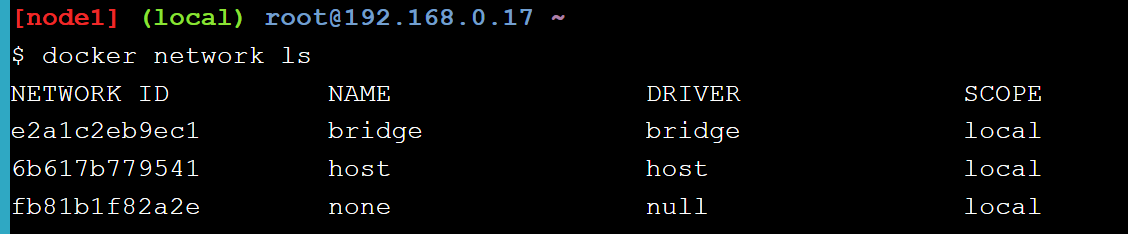 [node1] (local) root@192.168.0.17 ~
$ docker network ls
NETWORK ID          NAME                DRIVER              SCOPE
e2a1c2eb9ec1        bridge              bridge              local
6b617b779541        host                host                local
fb81b1f82a2e        none                null                local